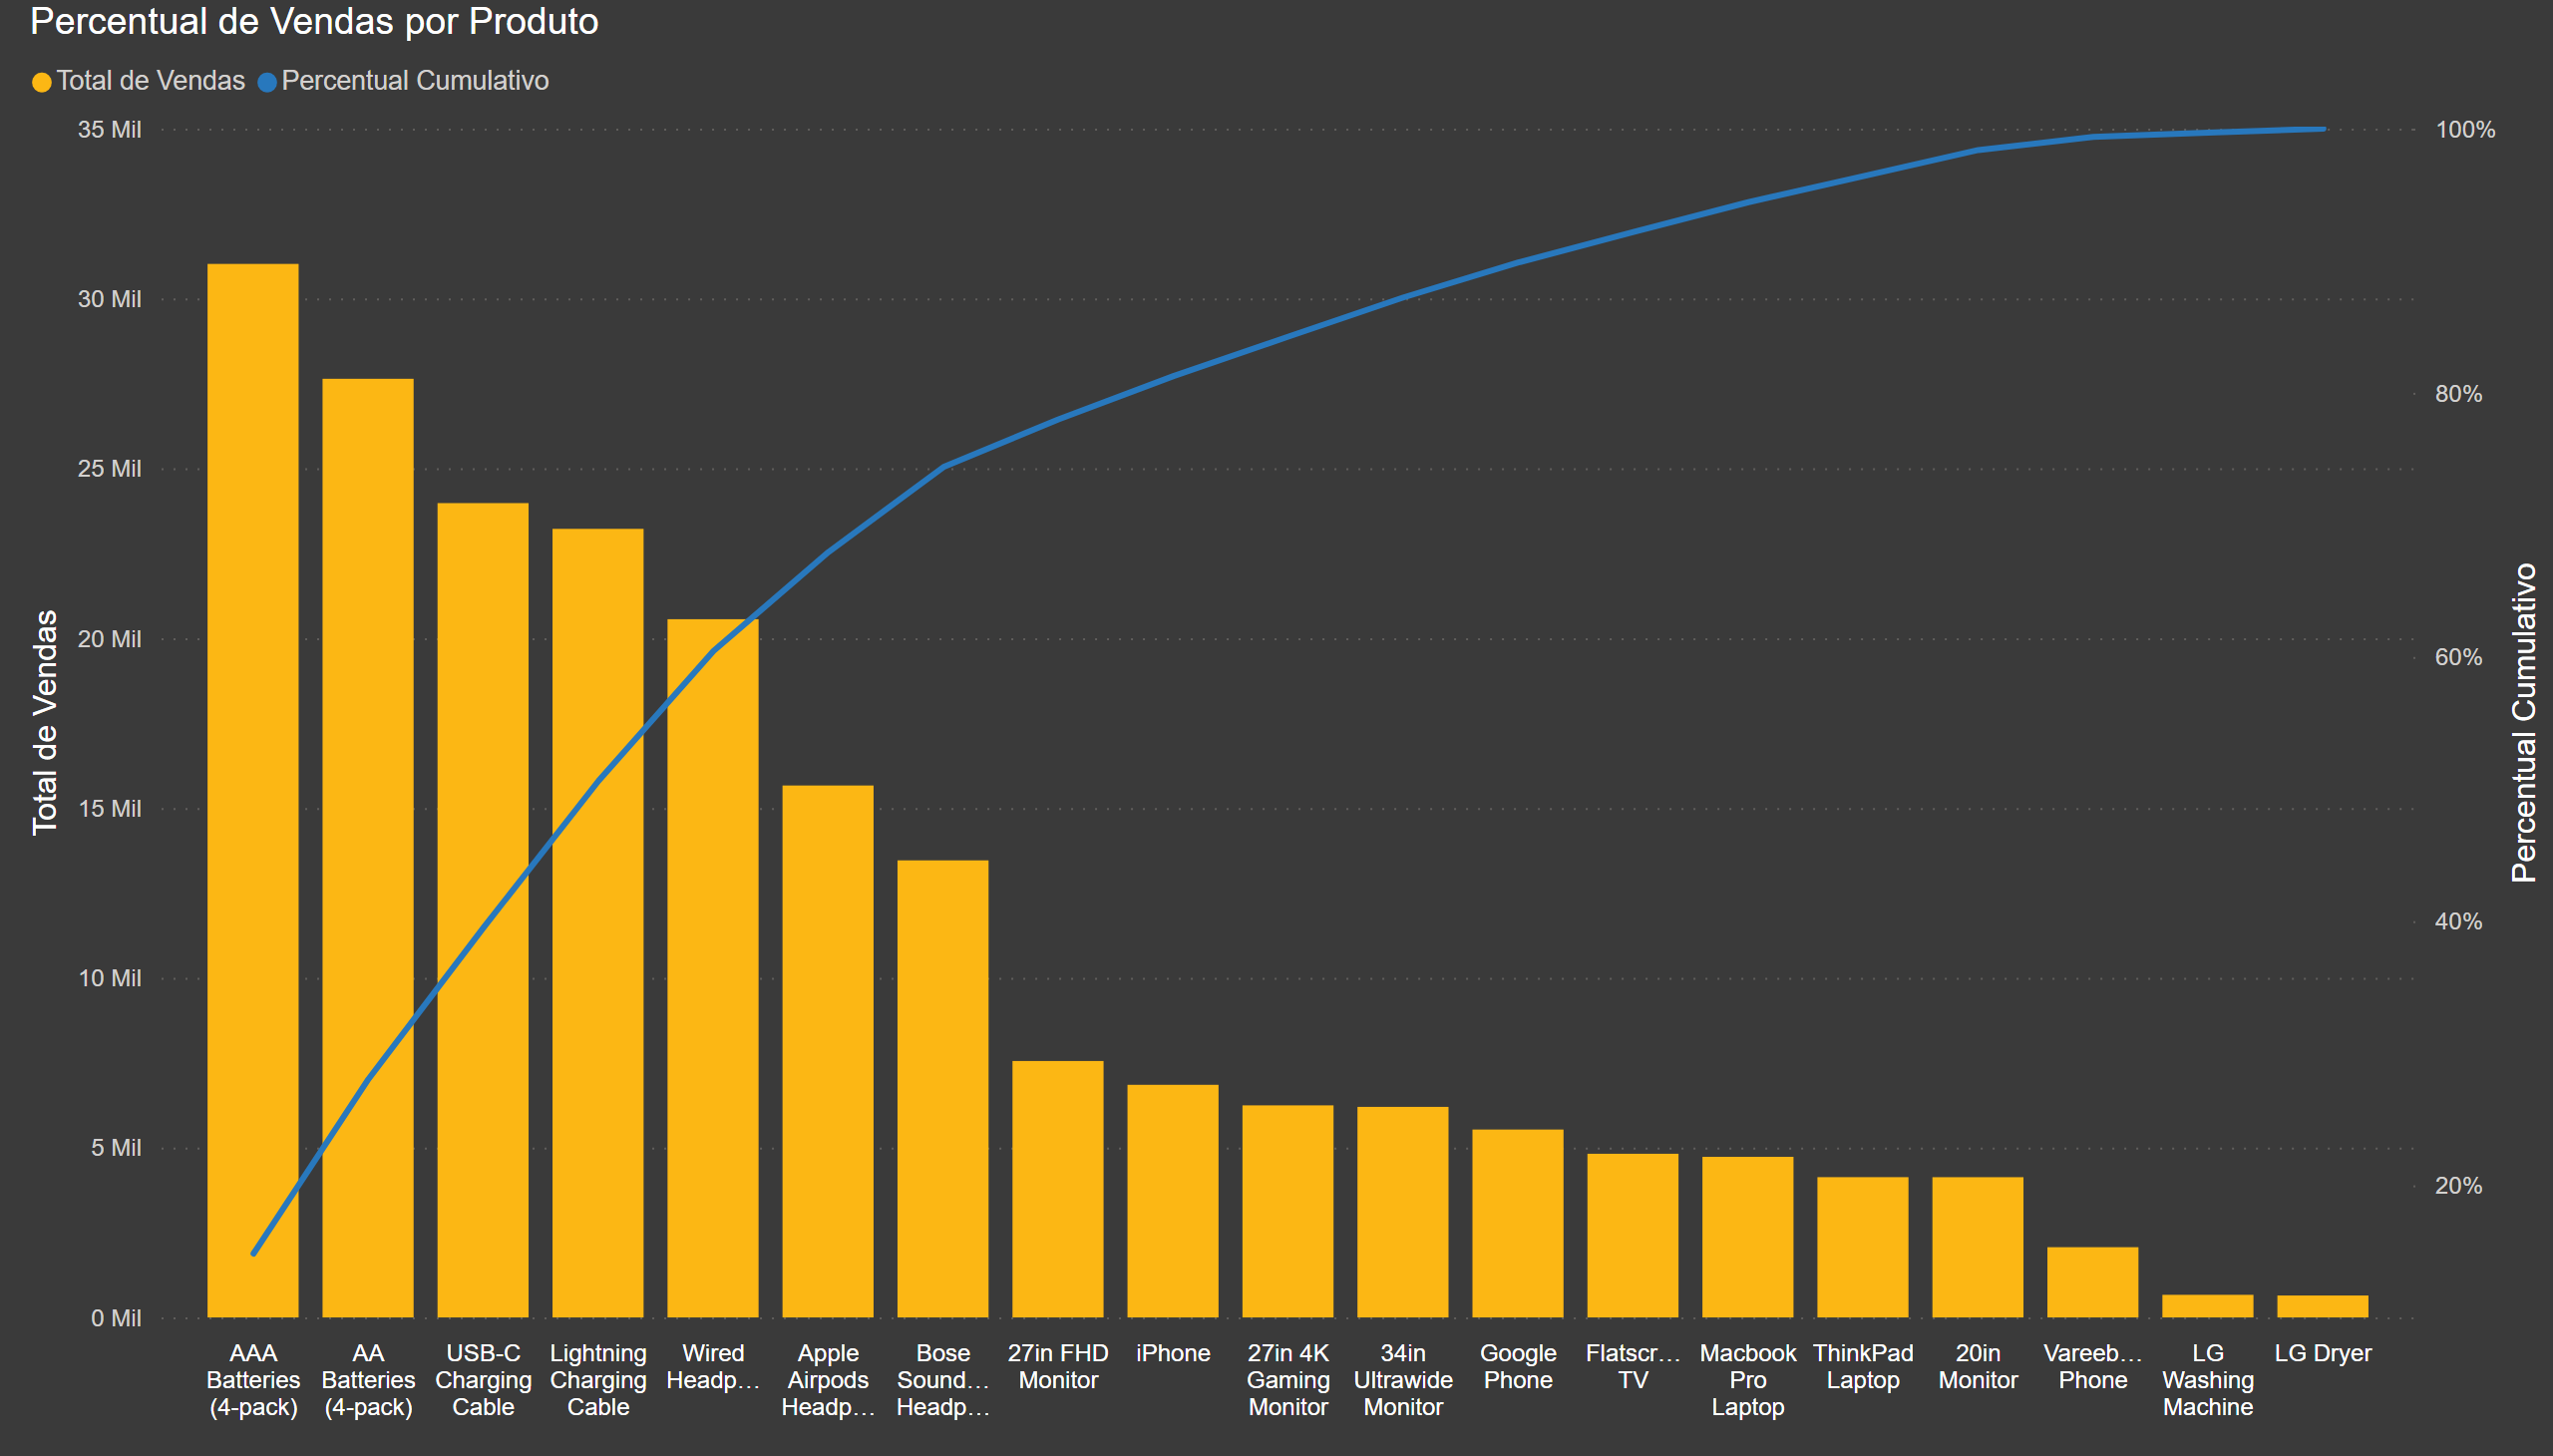 Percentual de Vendas por Produto
Total de Vendas Percentual Cumulativo
35 Mil
30 Mil
25 Mil
20 Mil
15 Mil
10 Mil
5 Mil
0 Mil
Total de Vendas
100%
80%
60%
40%
20%
Percentual Cumulativo
AAA
Batteries
(4-pack)
AA
Batteries
(4-pack)
USB-C
Charging
Cable
Lightning
Charging
Cable
Wired
Headp…
Apple
Airpods
Headp…
Bose
Sound…
Headp…
27in FHD
Monitor
iPhone
27in 4K
Gaming
Monitor
34in
Ultrawide
Monitor
Google
Phone
Flatscr…
TV
Macbook
Pro
Laptop
ThinkPad
Laptop
20in
Monitor
Vareeb…
Phone
LG
Washing
Machine
LG Dryer